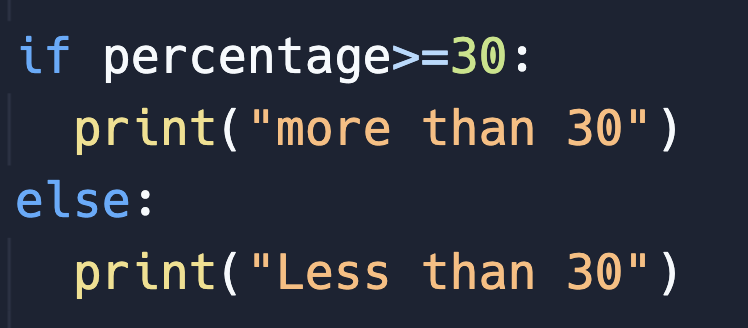 if percentage>=30:
  print("more than 30")
else:
  print("Less than 30")